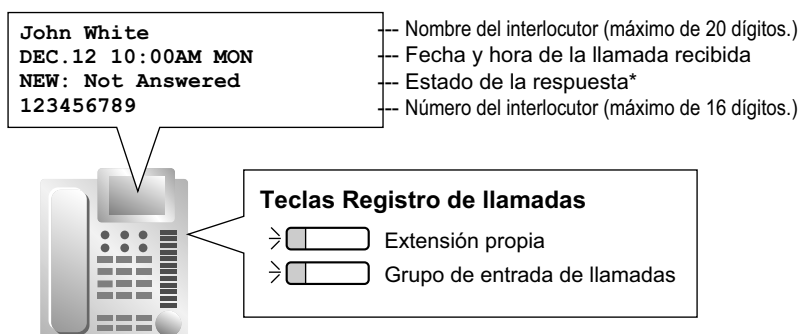 John White --- Nombre del interlocutor (máximo de 20 dígitos.)
DEC.12 10:00AM MON --- Fecha y hora de la llamada recibida
NEW: Not Answered --- Estado de la respuesta*
123456789 --- Número del interlocutor (máximo de 16 dígitos.)
Teclas Registro de llamadas
Extensión propia
Grupo de entrada de llamadas